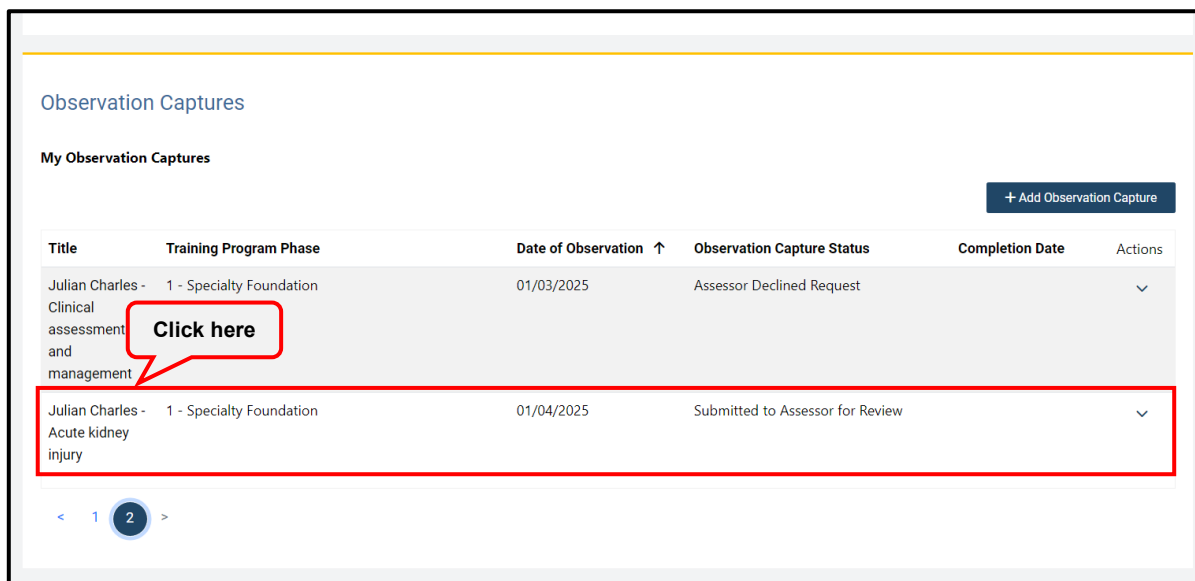 Observation Captures
My Observation Captures
+ Add Observation Capture
Title Training Program Phase Date of Observation ↑ Observation Capture Status Completion Date Actions
Julian Charles - 1 - Specialty Foundation 01/03/2025 Assessor Declined Request
Clinical
assessment
and
management
Click here
Julian Charles - 1 - Specialty Foundation 01/04/2025 Submitted to Assessor for Review
Acute kidney
injury
< 1 2 >